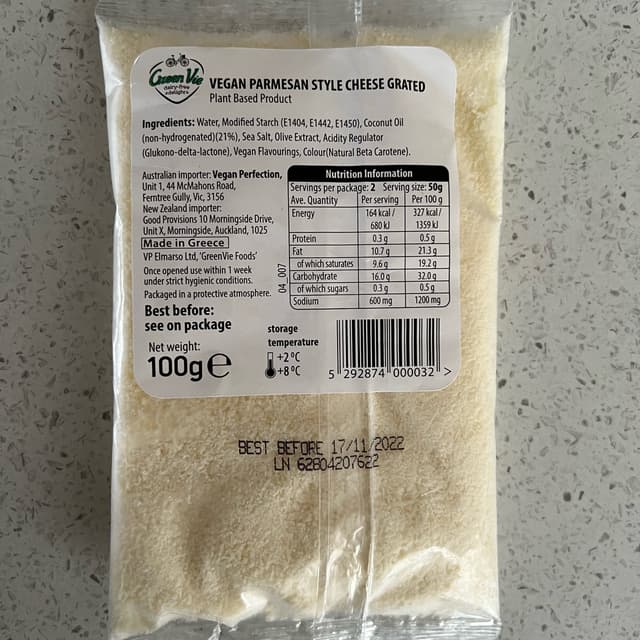 Green Vie
dairy-free
delights
VEGAN PARMESAN STYLE CHEESE GRATED
Plant Based Product
Ingredients: Water, Modified Starch (E1404, E1442, E1450), Coconut Oil
(non-hydrogenated)(21%), Sea Salt, Olive Extract, Acidity Regulator
(Glukono-delta-lactone), Vegan Flavourings, Colour(Natural Beta Carotene).
Australian importer: Vegan Perfection,
Unit 1, 44 McMahons Road,
Ferntree Gully, Vic, 3156
New Zealand importer:
Good Provisions 10 Morningside Drive,
Unit X, Morningside, Auckland, 1025
Made in Greece
VP Elmarso Ltd, 'GreenVie Foods'
Once opened use within 1 week
under strict hygienic conditions.
Packaged in a protective atmosphere.
Best before:
see on package
Net weight:
100g e
04_007
Nutrition Information
Servings per package: 2 Serving size: 50g
Ave. Quantity Per serving Per 100 g
Energy 164 kcal / 327 kcal /
680 kJ 1359 kJ
Protein 0.3 g 0.5 g
Fat 10.7 g 21.3 g
of which saturates 9.6 g 19.2 g
Carbohydrate 16.0 g 32.0 g
of which sugars 0.3 g 0.5 g
Sodium 600 mg 1200 mg
storage
temperature
+2°C
+8°C
5 292874 000032 >
BEST BEFORE 17/11/2022
LN 62804207622